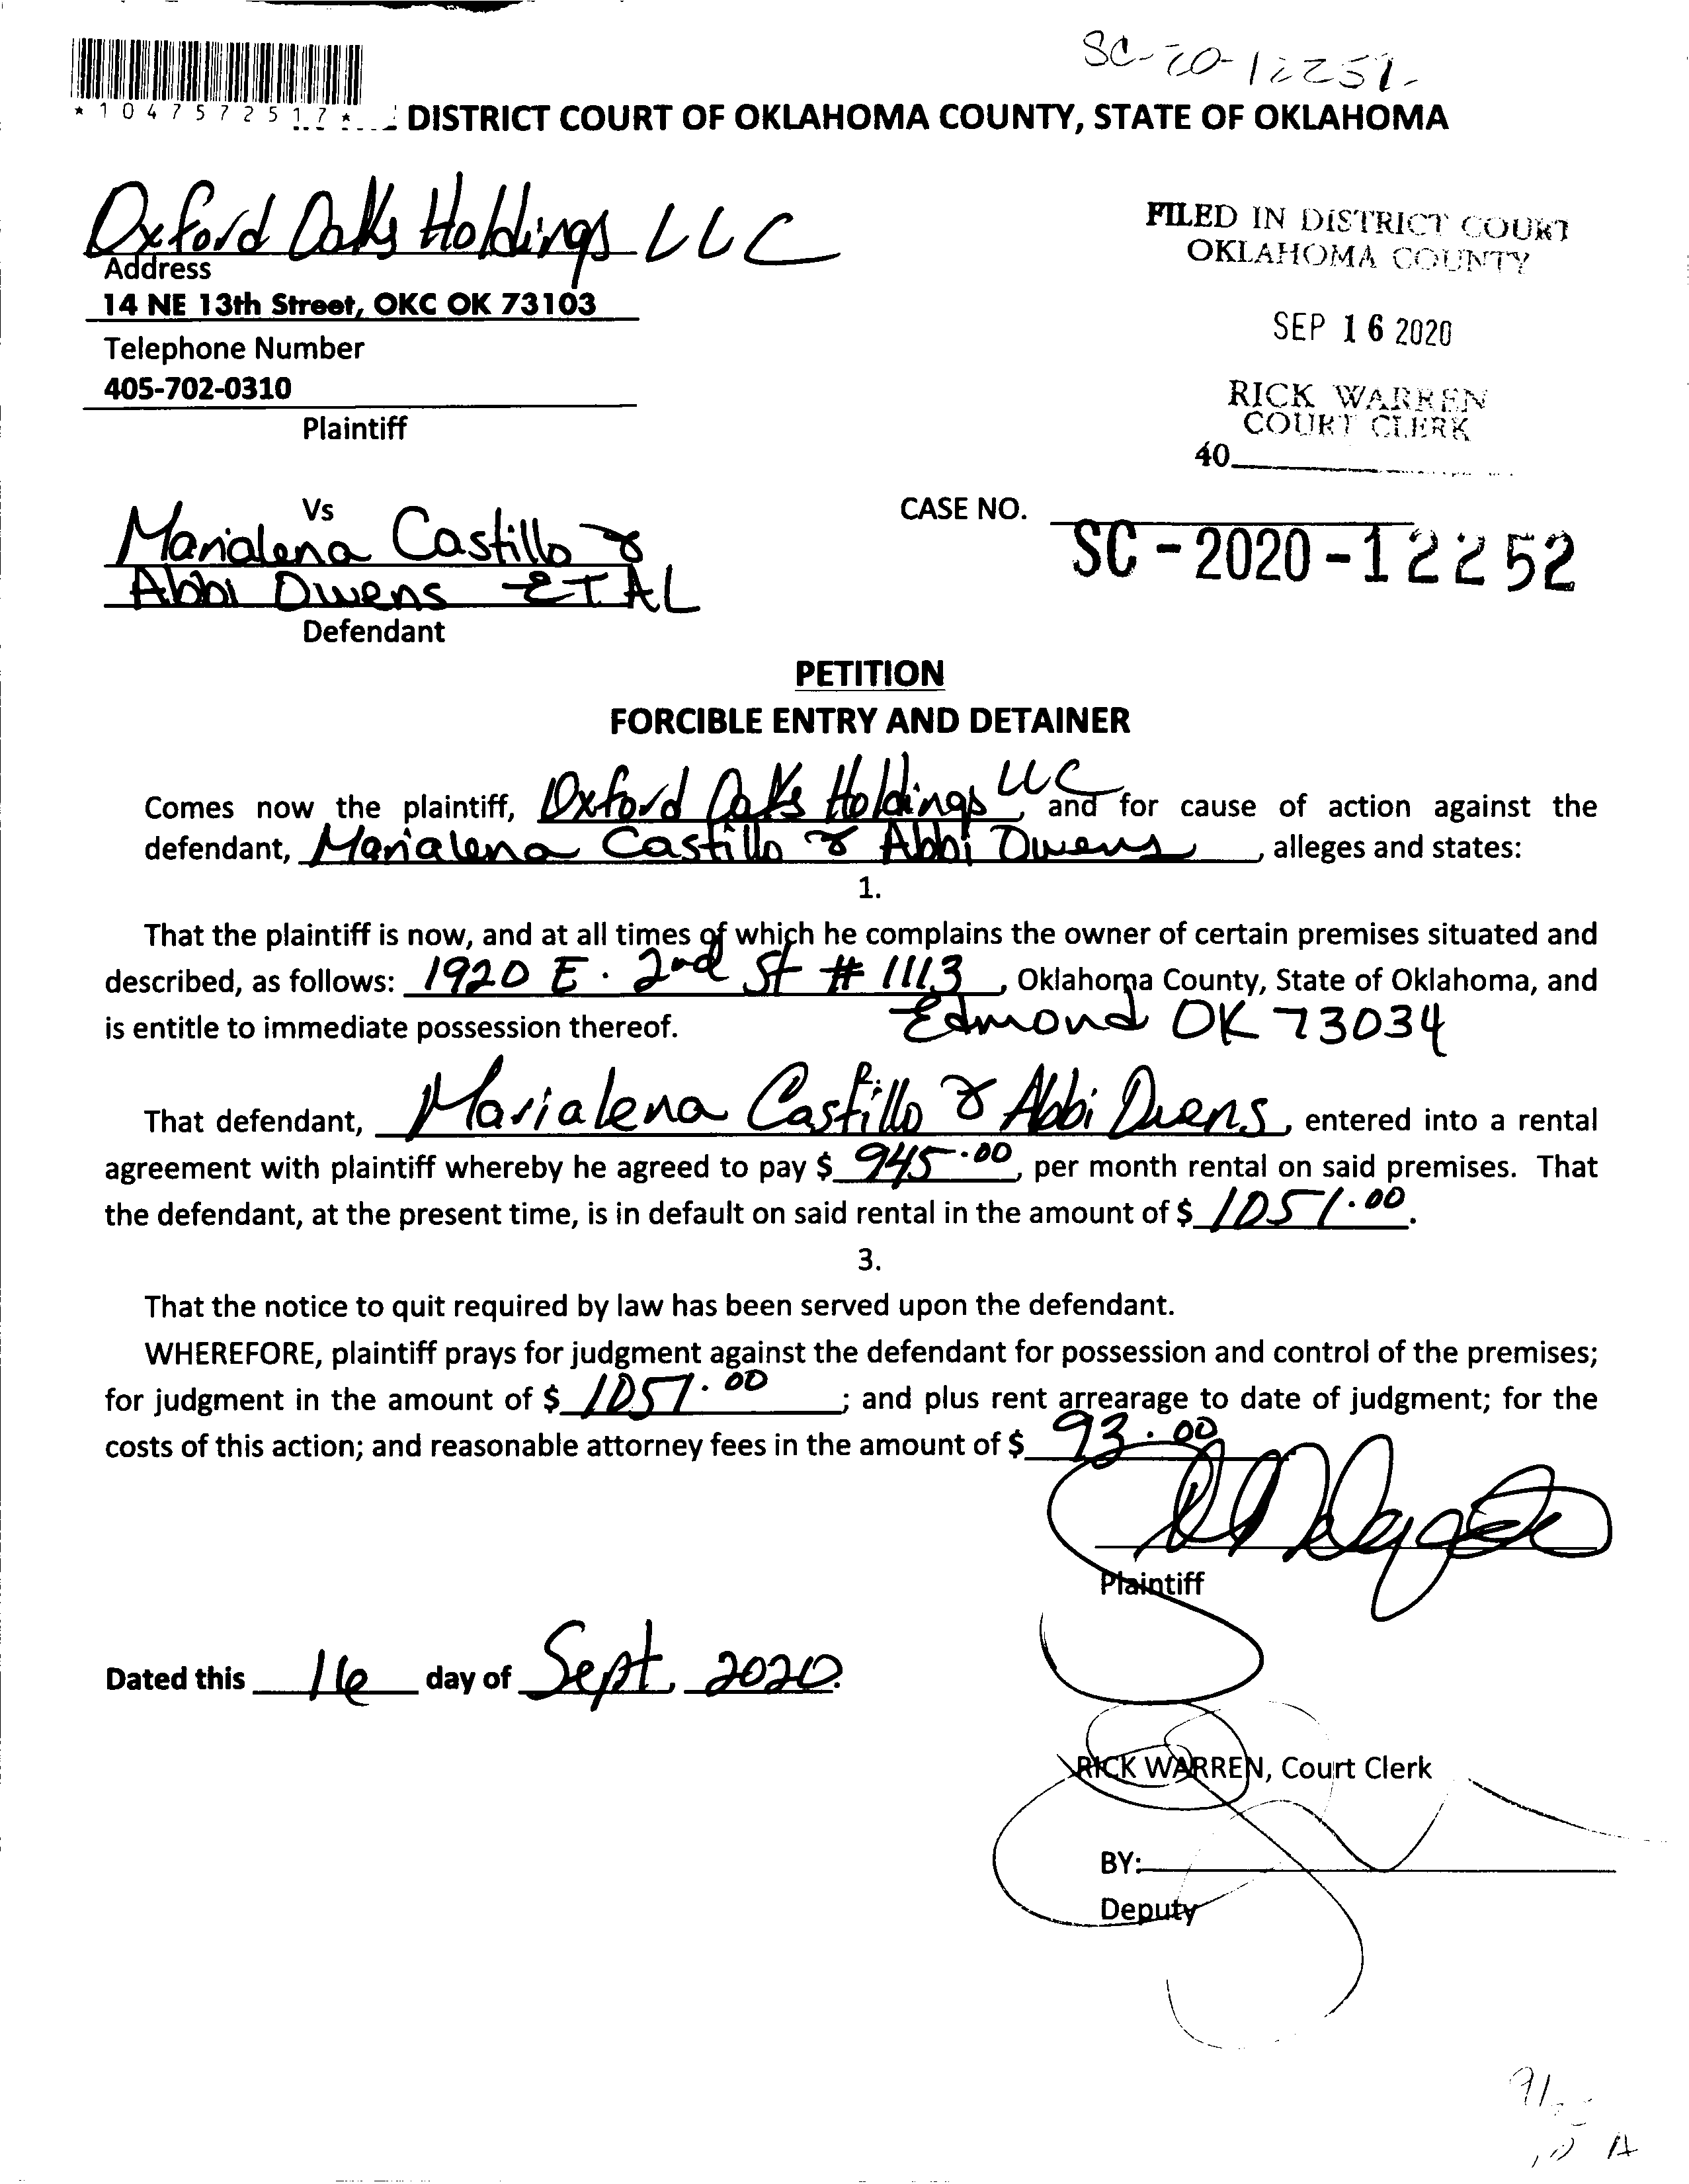 SC-20-12252
*1047572517*
DISTRICT COURT OF OKLAHOMA COUNTY, STATE OF OKLAHOMA
Oxford Oaks Holdings LLC
Address
14 NE 13th Street, OKC OK 73103
Telephone Number
405-702-0310
Plaintiff
FILED IN DISTRICT COURT
OKLAHOMA COUNTY
SEP 16 2020
RICK WARREN
COURT CLERK
40
Vs
Marialena Castillo &
Abbi Owens ET AL
Defendant
CASE NO.
SC-2020-12252
PETITION
FORCIBLE ENTRY AND DETAINER
Comes now the plaintiff, Oxford Oaks Holdings LLC, and for cause of action against the
defendant, Marialena Castillo & Abbi Owens, alleges and states:
1.
That the plaintiff is now, and at all times of which he complains the owner of certain premises situated and
described, as follows: 1920 E. 2nd St # 1113, Oklahoma County, State of Oklahoma, and
is entitle to immediate possession thereof. Edmond OK 73034
That defendant, Marialena Castillo & Abbi Owens, entered into a rental
agreement with plaintiff whereby he agreed to pay $ 945.00, per month rental on said premises. That
the defendant, at the present time, is in default on said rental in the amount of $ 1051.00.
3.
That the notice to quit required by law has been served upon the defendant.
WHEREFORE, plaintiff prays for judgment against the defendant for possession and control of the premises;
for judgment in the amount of $ 1051.00; and plus rent arrearage to date of judgment; for the
costs of this action; and reasonable attorney fees in the amount of $ 93.00
Plaintiff
Dated this 16 day of Sept. 2020.
RICK WARREN, Court Clerk
BY:
Deputy